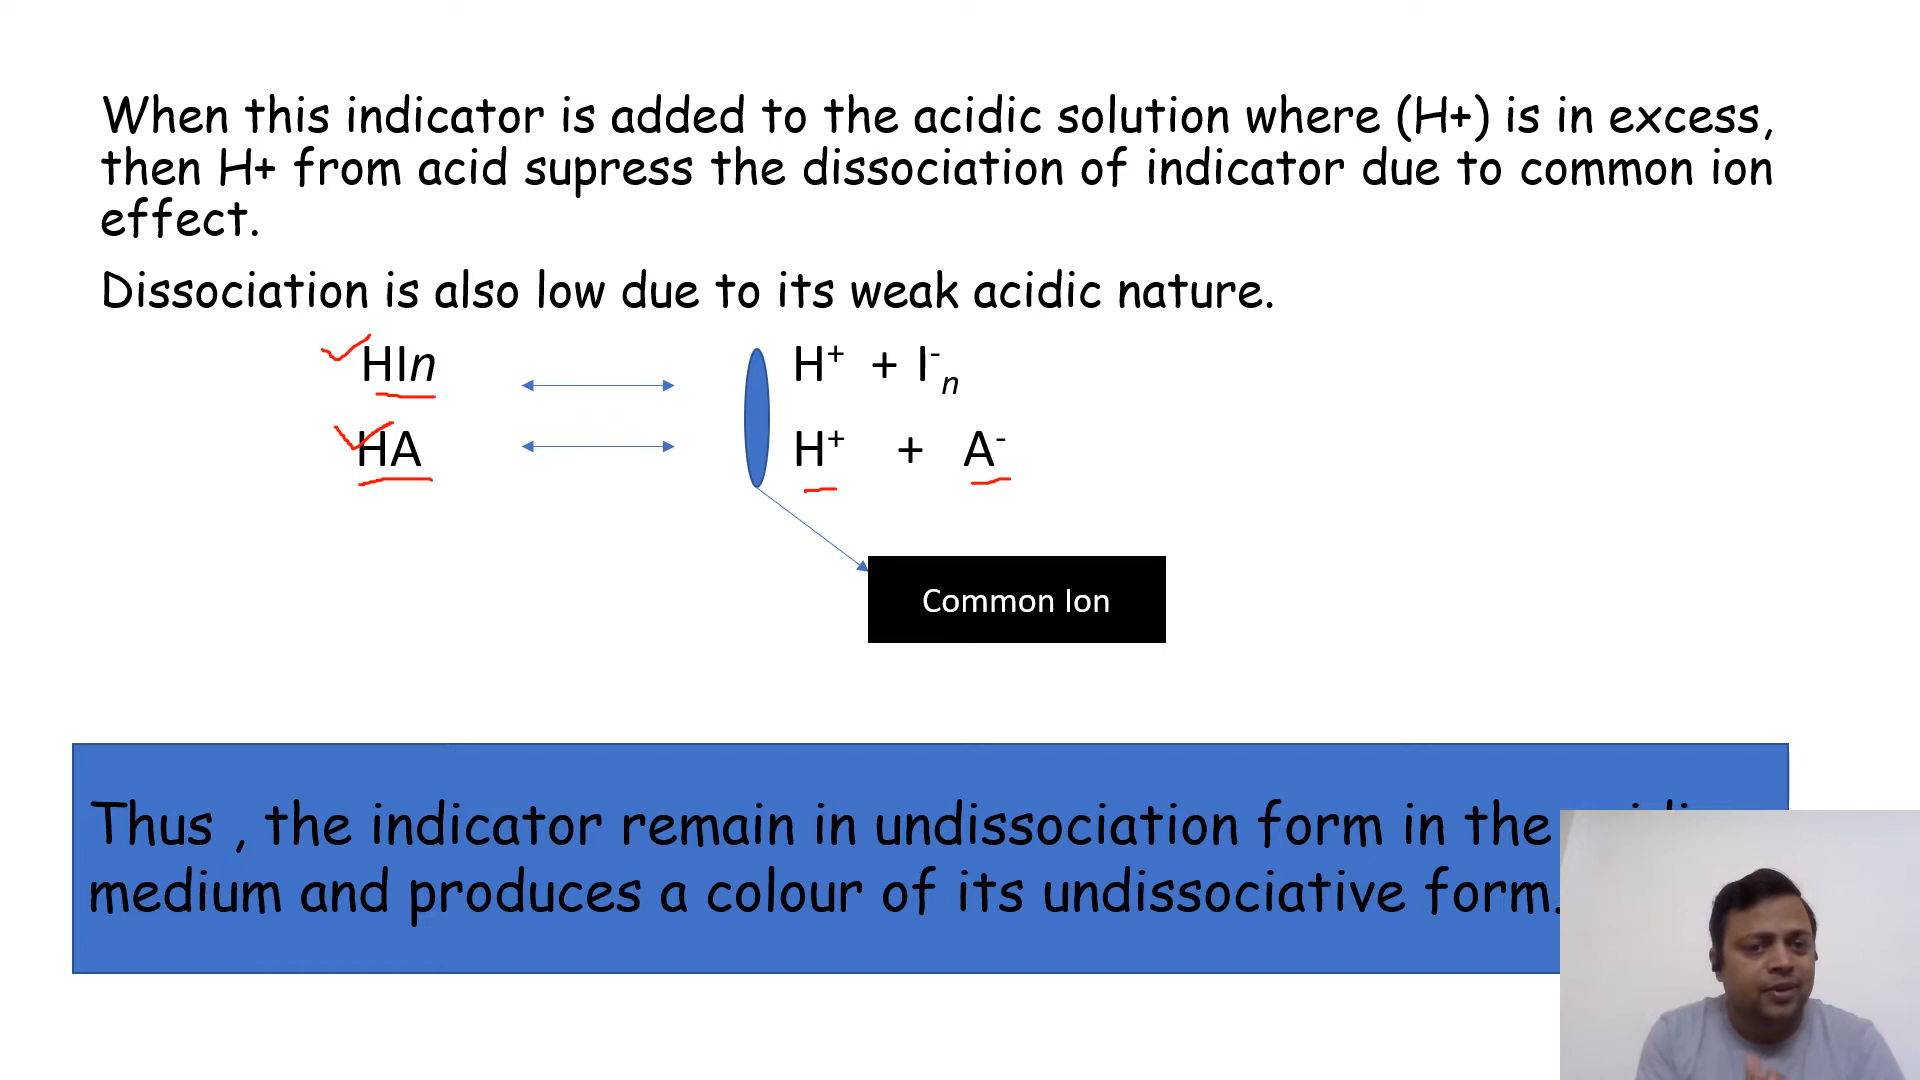 When this indicator is added to the acidic solution where (H+) is in excess,
then H+ from acid supress the dissociation of indicator due to common ion
effect.
Dissociation is also low due to its weak acidic nature.
HIn H⁺ + I⁻ₙ
HA H⁺ + A⁻
Common Ion
Thus , the indicator remain in undissociation form in the
medium and produces a colour of its undissociative form.